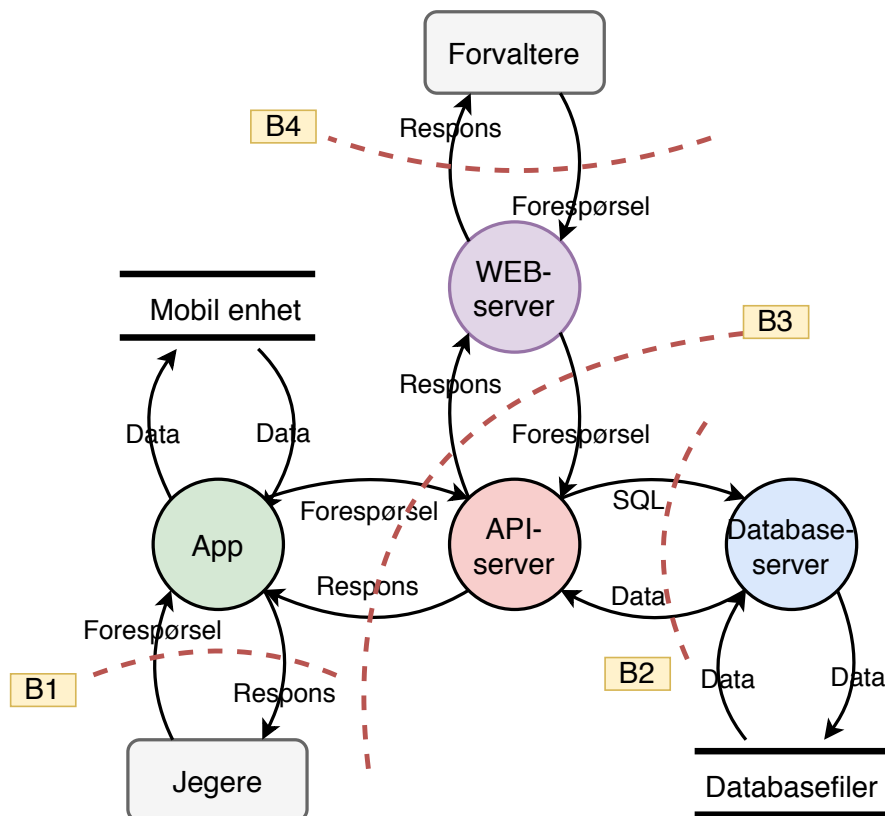 Forvaltere
B4
Respons
Forespørsel
WEB-
server
Mobil enhet
B3
Respons
Data
Data
Forespørsel
Forespørsel
SQL
App
API-
server
Database-
server
Respons
Data
Forespørsel
B1
Respons
B2
Data
Data
Jegere
Databasefiler